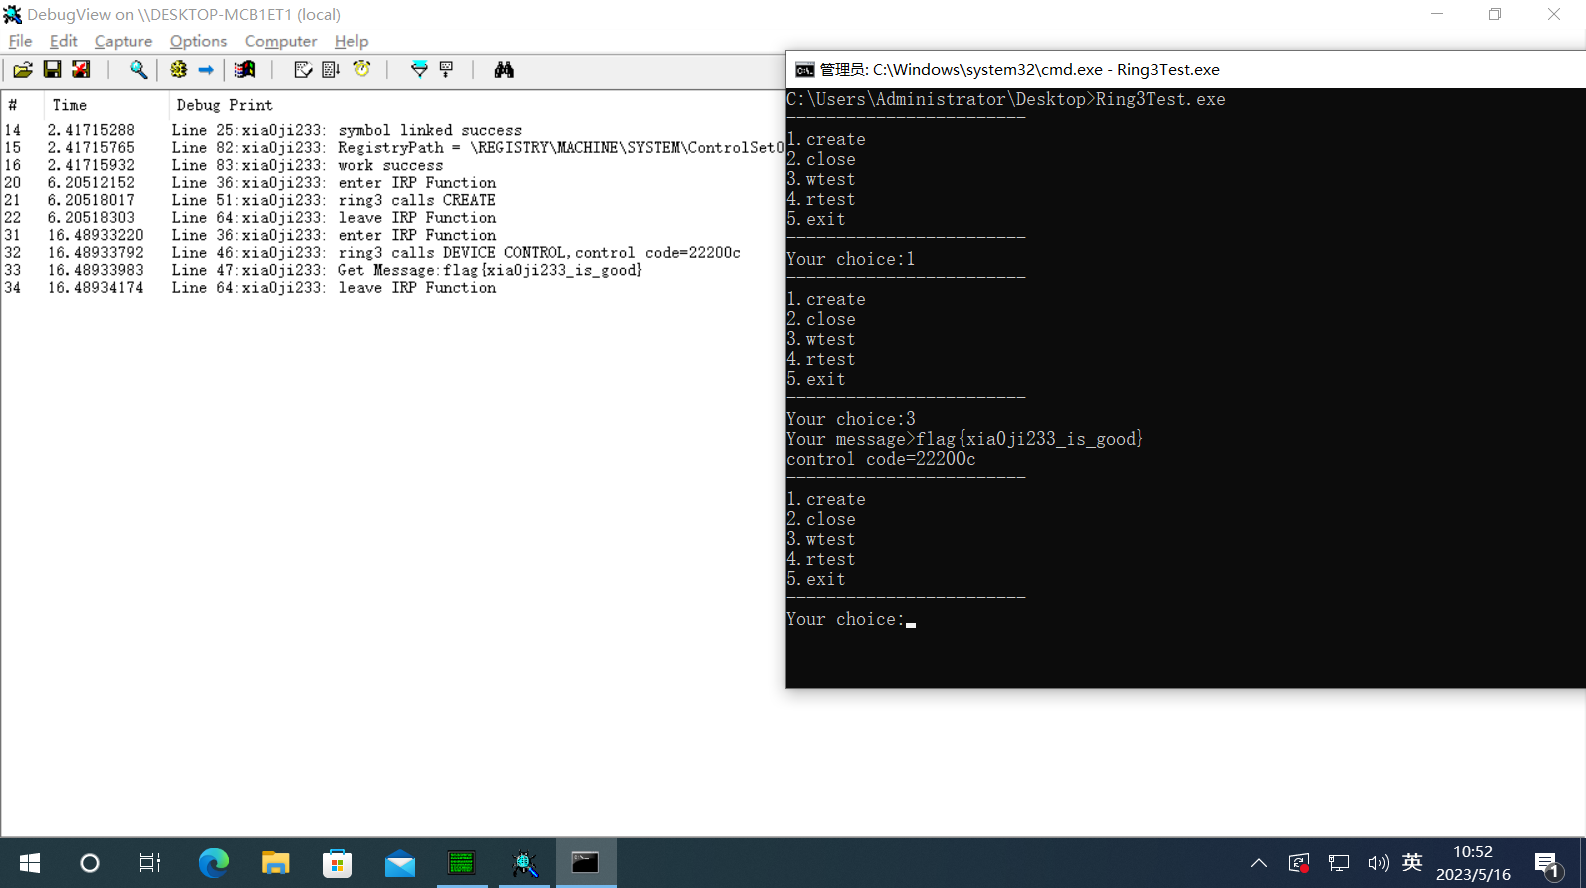 DebugView on \\DESKTOP-MCB1ET1 (local)
File Edit Capture Options Computer Help
# Time Debug Print
14 2.41715288 Line 25:xia0ji233: symbol linked success
15 2.41715765 Line 82:xia0ji233: RegistryPath = \REGISTRY\MACHINE\SYSTEM\ControlSet0
16 2.41715932 Line 83:xia0ji233: work success
20 6.20512152 Line 36:xia0ji233: enter IRP Function
21 6.20518017 Line 51:xia0ji233: ring3 calls CREATE
22 6.20518303 Line 64:xia0ji233: leave IRP Function
31 16.48933220 Line 36:xia0ji233: enter IRP Function
32 16.48933792 Line 46:xia0ji233: ring3 calls DEVICE CONTROL,control code=22200c
33 16.48933983 Line 47:xia0ji233: Get Message:flag{xia0ji233_is_good}
34 16.48934174 Line 64:xia0ji233: leave IRP Function
管理员: C:\Windows\system32\cmd.exe - Ring3Test.exe
C:\Users\Administrator\Desktop>Ring3Test.exe
------------------------
1.create
2.close
3.wtest
4.rtest
5.exit
------------------------
Your choice:1
------------------------
1.create
2.close
3.wtest
4.rtest
5.exit
------------------------
Your choice:3
Your message>flag{xia0ji233_is_good}
control code=22200c
------------------------
1.create
2.close
3.wtest
4.rtest
5.exit
------------------------
Your choice:
英
10:52
2023/5/16
1